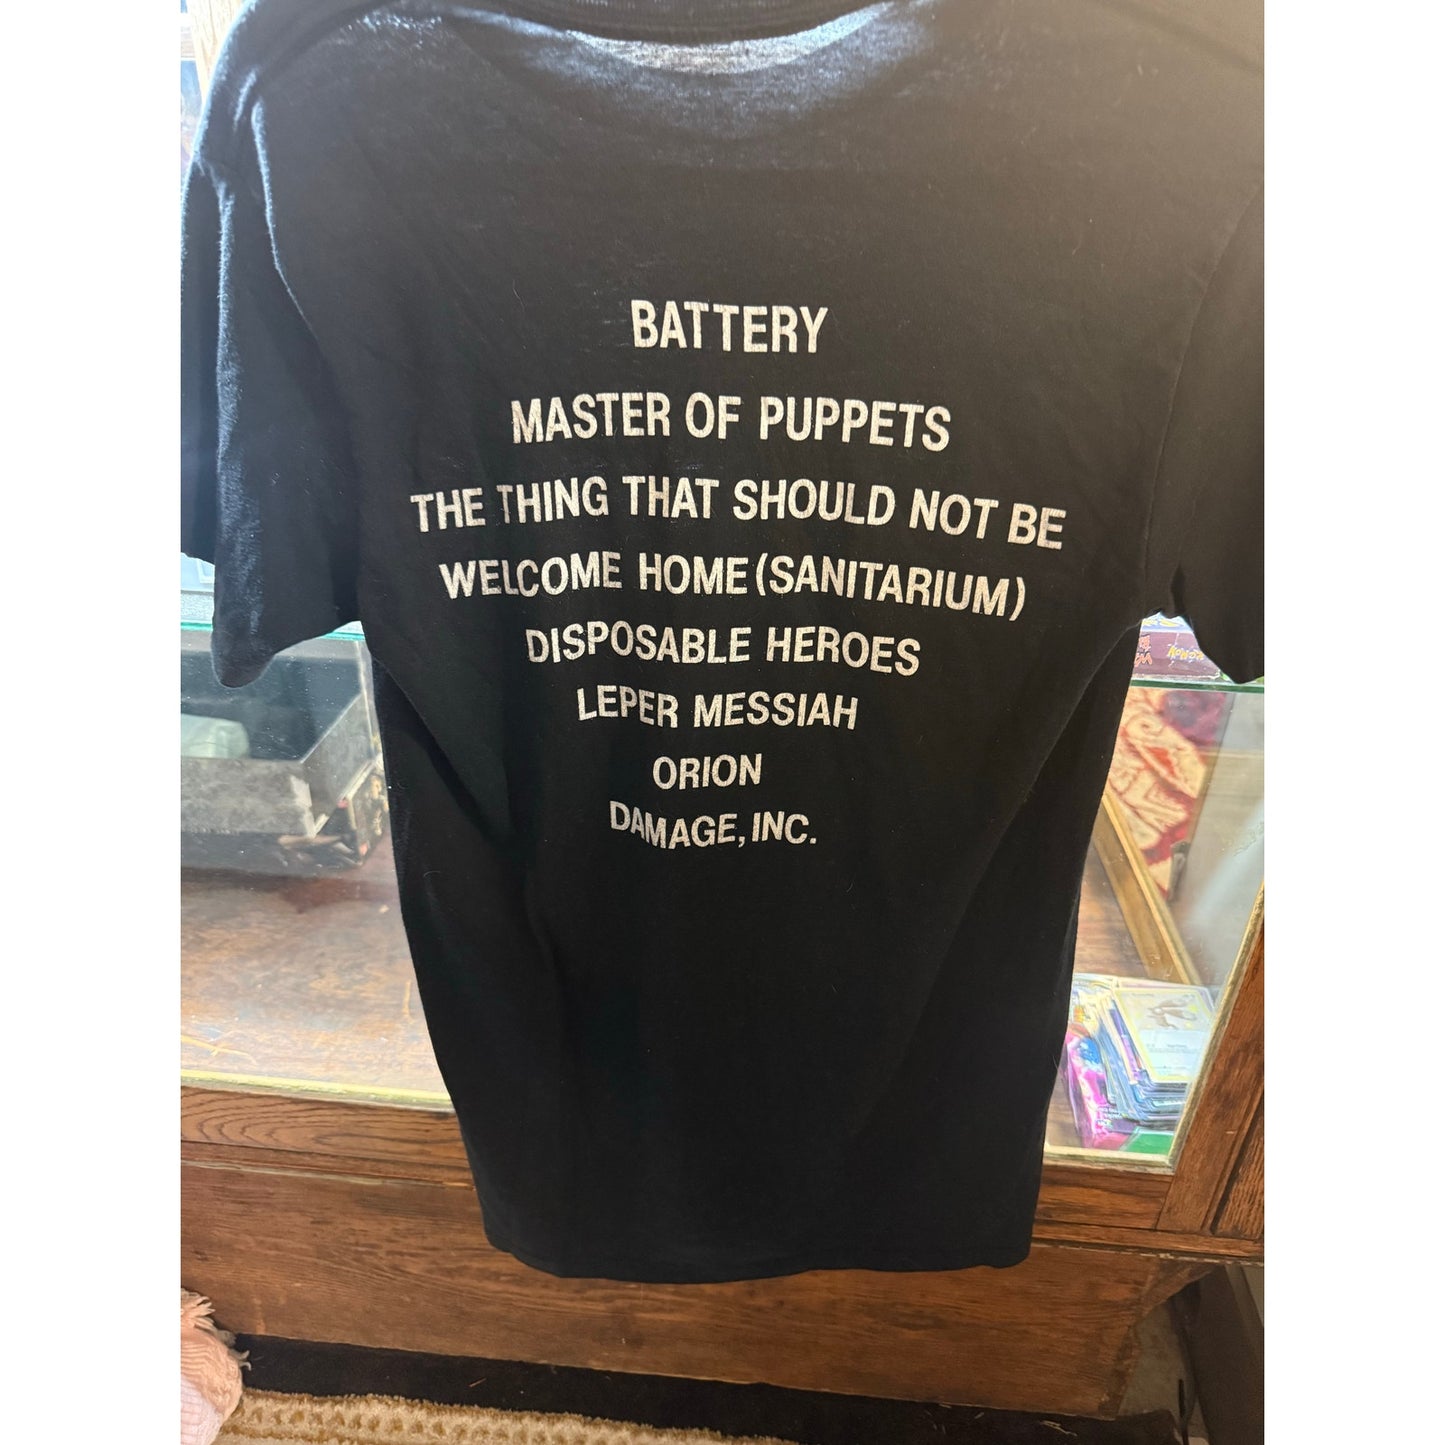 BATTERY
MASTER OF PUPPETS
THE THING THAT SHOULD NOT BE
WELCOME HOME (SANITARIUM)
DISPOSABLE HEROES
LEPER MESSIAH
ORION
DAMAGE, INC.